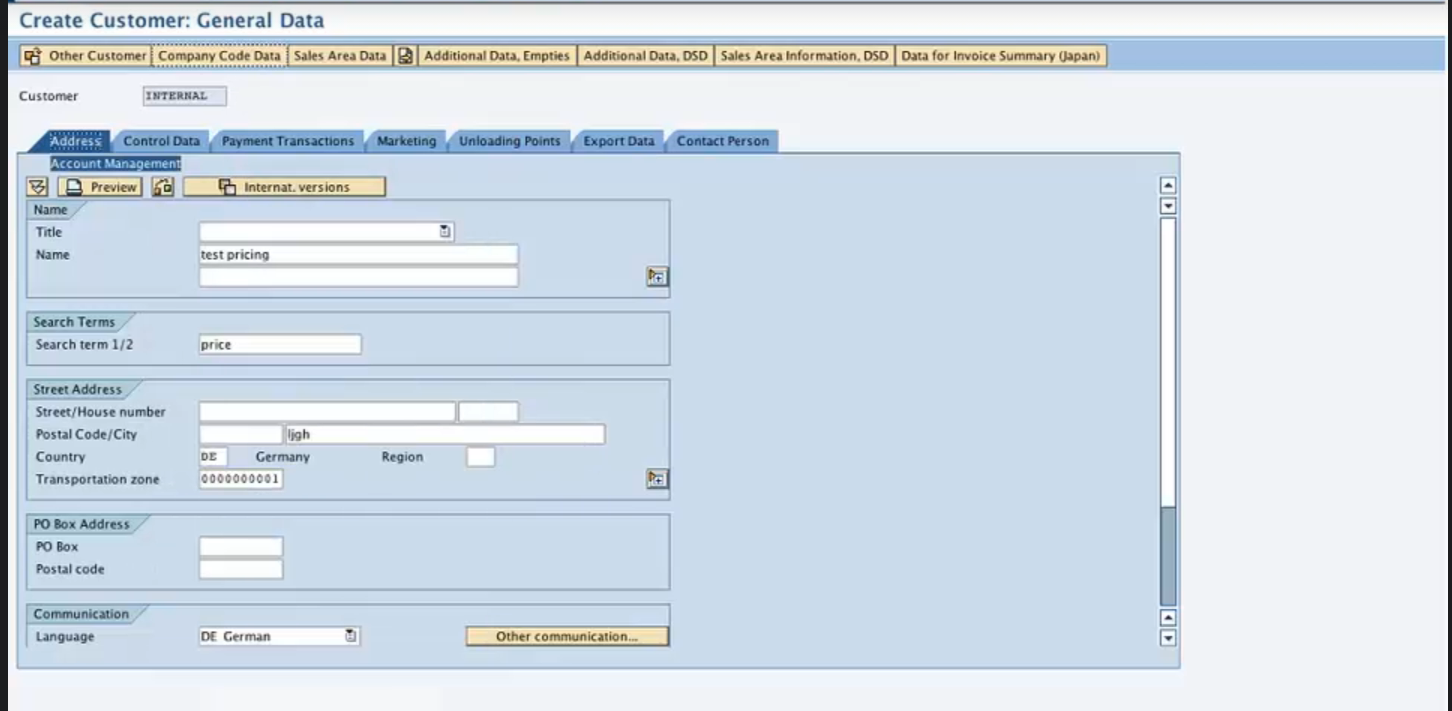 Create Customer: General Data
Other Customer Company Code Data Sales Area Data Additional Data, Empties Additional Data, DSD Sales Area Information, DSD Data for Invoice Summary (Japan)
Customer INTERNAL
Address Control Data Payment Transactions Marketing Unloading Points Export Data Contact Person
Account Management
Preview Internat. versions
Name
Title
Name test pricing
Search Terms
Search term 1/2 price
Street Address
Street/House number
Postal Code/City ljgh
Country DE Germany Region
Transportation zone 0000000001
PO Box Address
PO Box
Postal code
Communication
Language DE German Other communication...